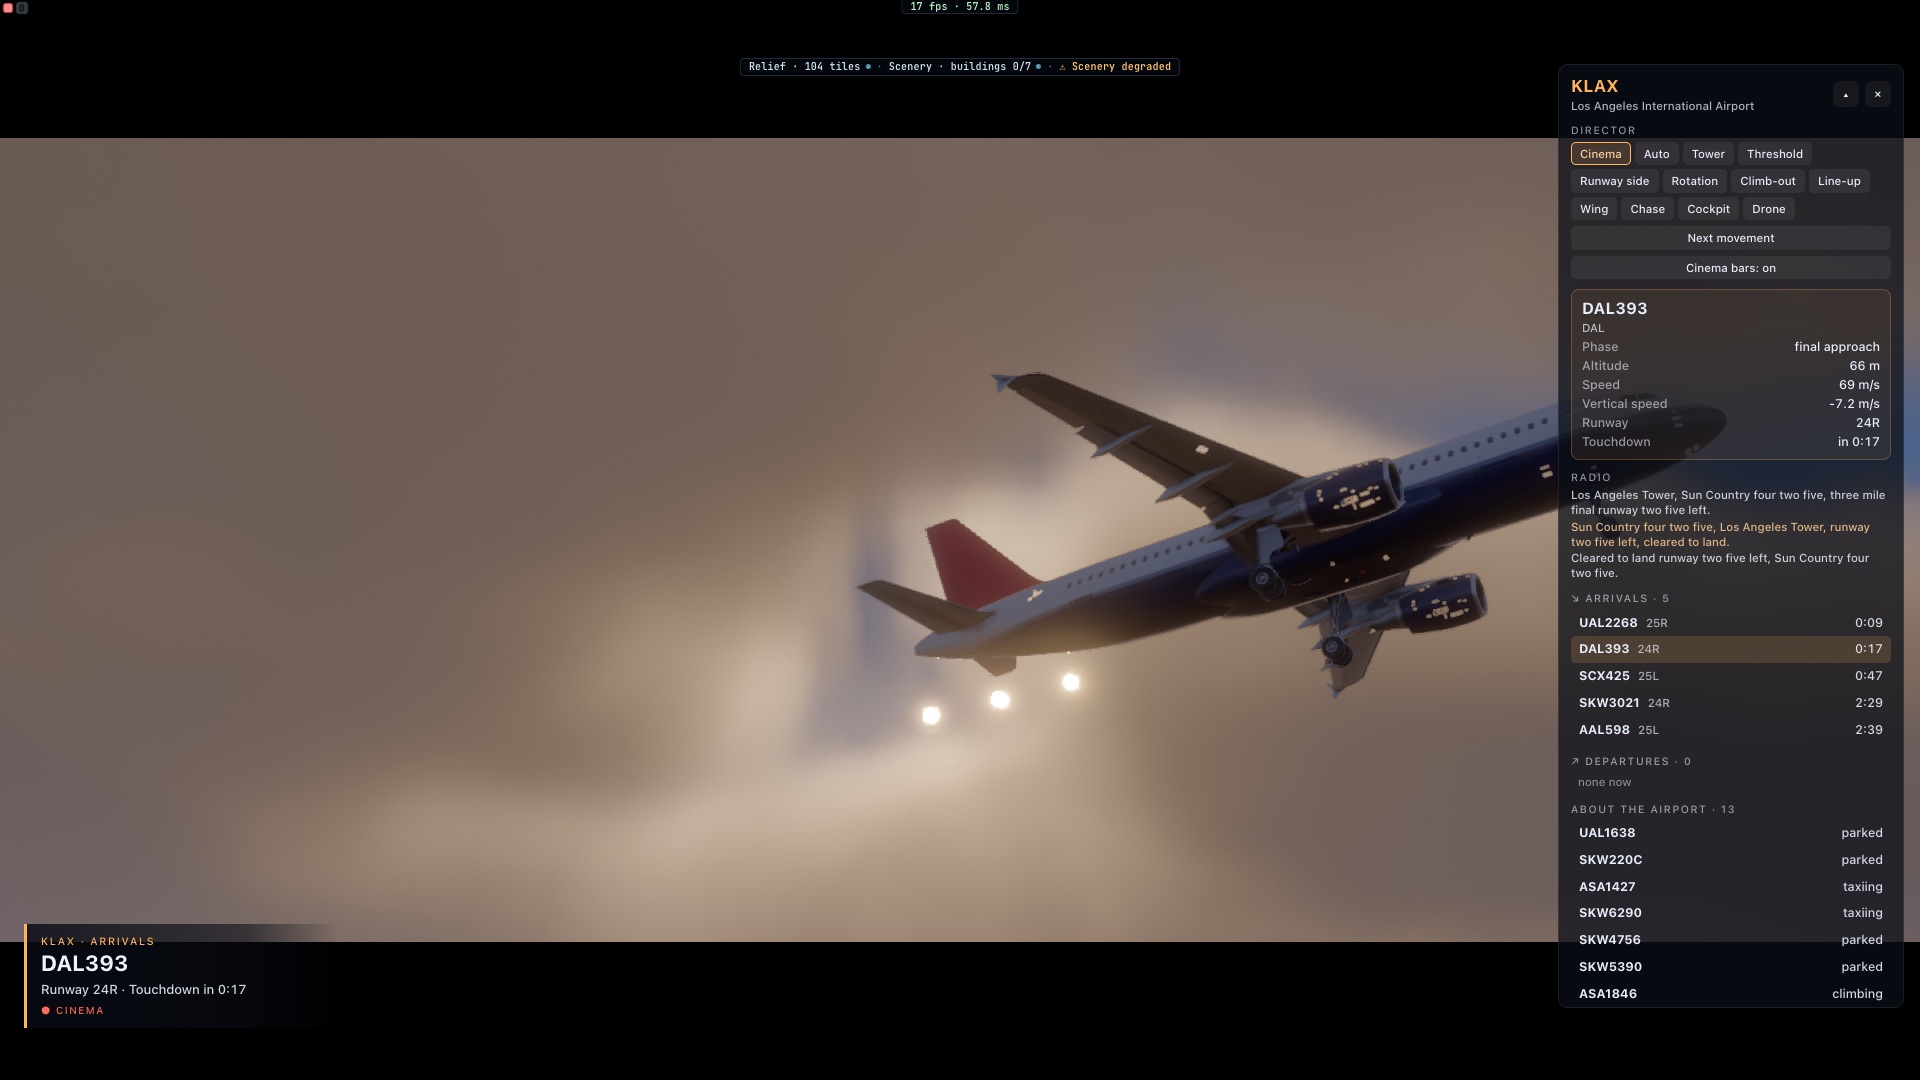 17 fps · 57.8 ms
Relief · 104 tiles · Scenery · buildings 0/7 · ⚠ Scenery degraded
KLAX
Los Angeles International Airport
DIRECTOR
Cinema Auto Tower Threshold
Runway side Rotation Climb-out Line-up
Wing Chase Cockpit Drone
Next movement
Cinema bars: on
DAL393
DAL
Phase final approach
Altitude 66 m
Speed 69 m/s
Vertical speed -7.2 m/s
Runway 24R
Touchdown in 0:17
RADIO
Los Angeles Tower, Sun Country four two five, three mile
final runway two five left.
Sun Country four two five, Los Angeles Tower, runway
two five left, cleared to land.
Cleared to land runway two five left, Sun Country four
two five.
↘ ARRIVALS · 5
UAL2268 25R 0:09
DAL393 24R 0:17
SCX425 25L 0:47
SKW3021 24R 2:29
AAL598 25L 2:39
↗ DEPARTURES · 0
none now
ABOUT THE AIRPORT · 13
UAL1638 parked
SKW220C parked
ASA1427 taxiing
SKW6290 taxiing
SKW4756 parked
SKW5390 parked
ASA1846 climbing
KLAX · ARRIVALS
DAL393
Runway 24R · Touchdown in 0:17
CINEMA